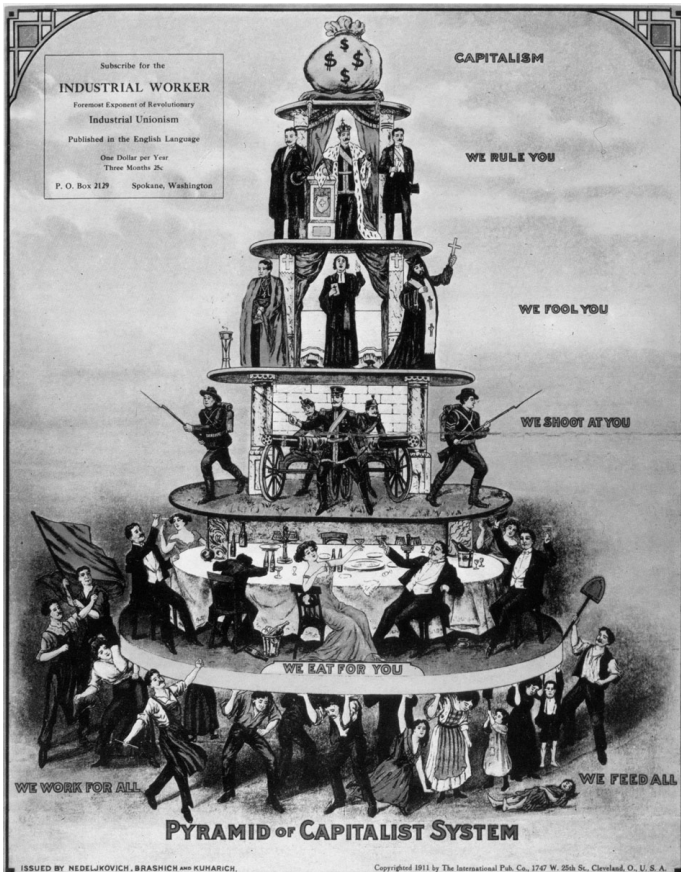 Subscribe for the
INDUSTRIAL WORKER
Foremost Exponent of Revolutionary
Industrial Unionism
Published in the English Language
One Dollar per Year
Three Months 25c
P. O. Box 2129 Spokane, Washington
$
$ $
$
CAPITALISM
WE RULE YOU
WE FOOL YOU
WE SHOOT AT YOU
WE EAT FOR YOU
WE WORK FOR ALL
WE FEED ALL
PYRAMID OF CAPITALIST SYSTEM
ISSUED BY NEDELJKOVICH, BRASHICH AND KUHARICH.
Copyrighted 1911 by The International Pub. Co., 1747 W. 25th St., Cleveland, O., U. S. A.